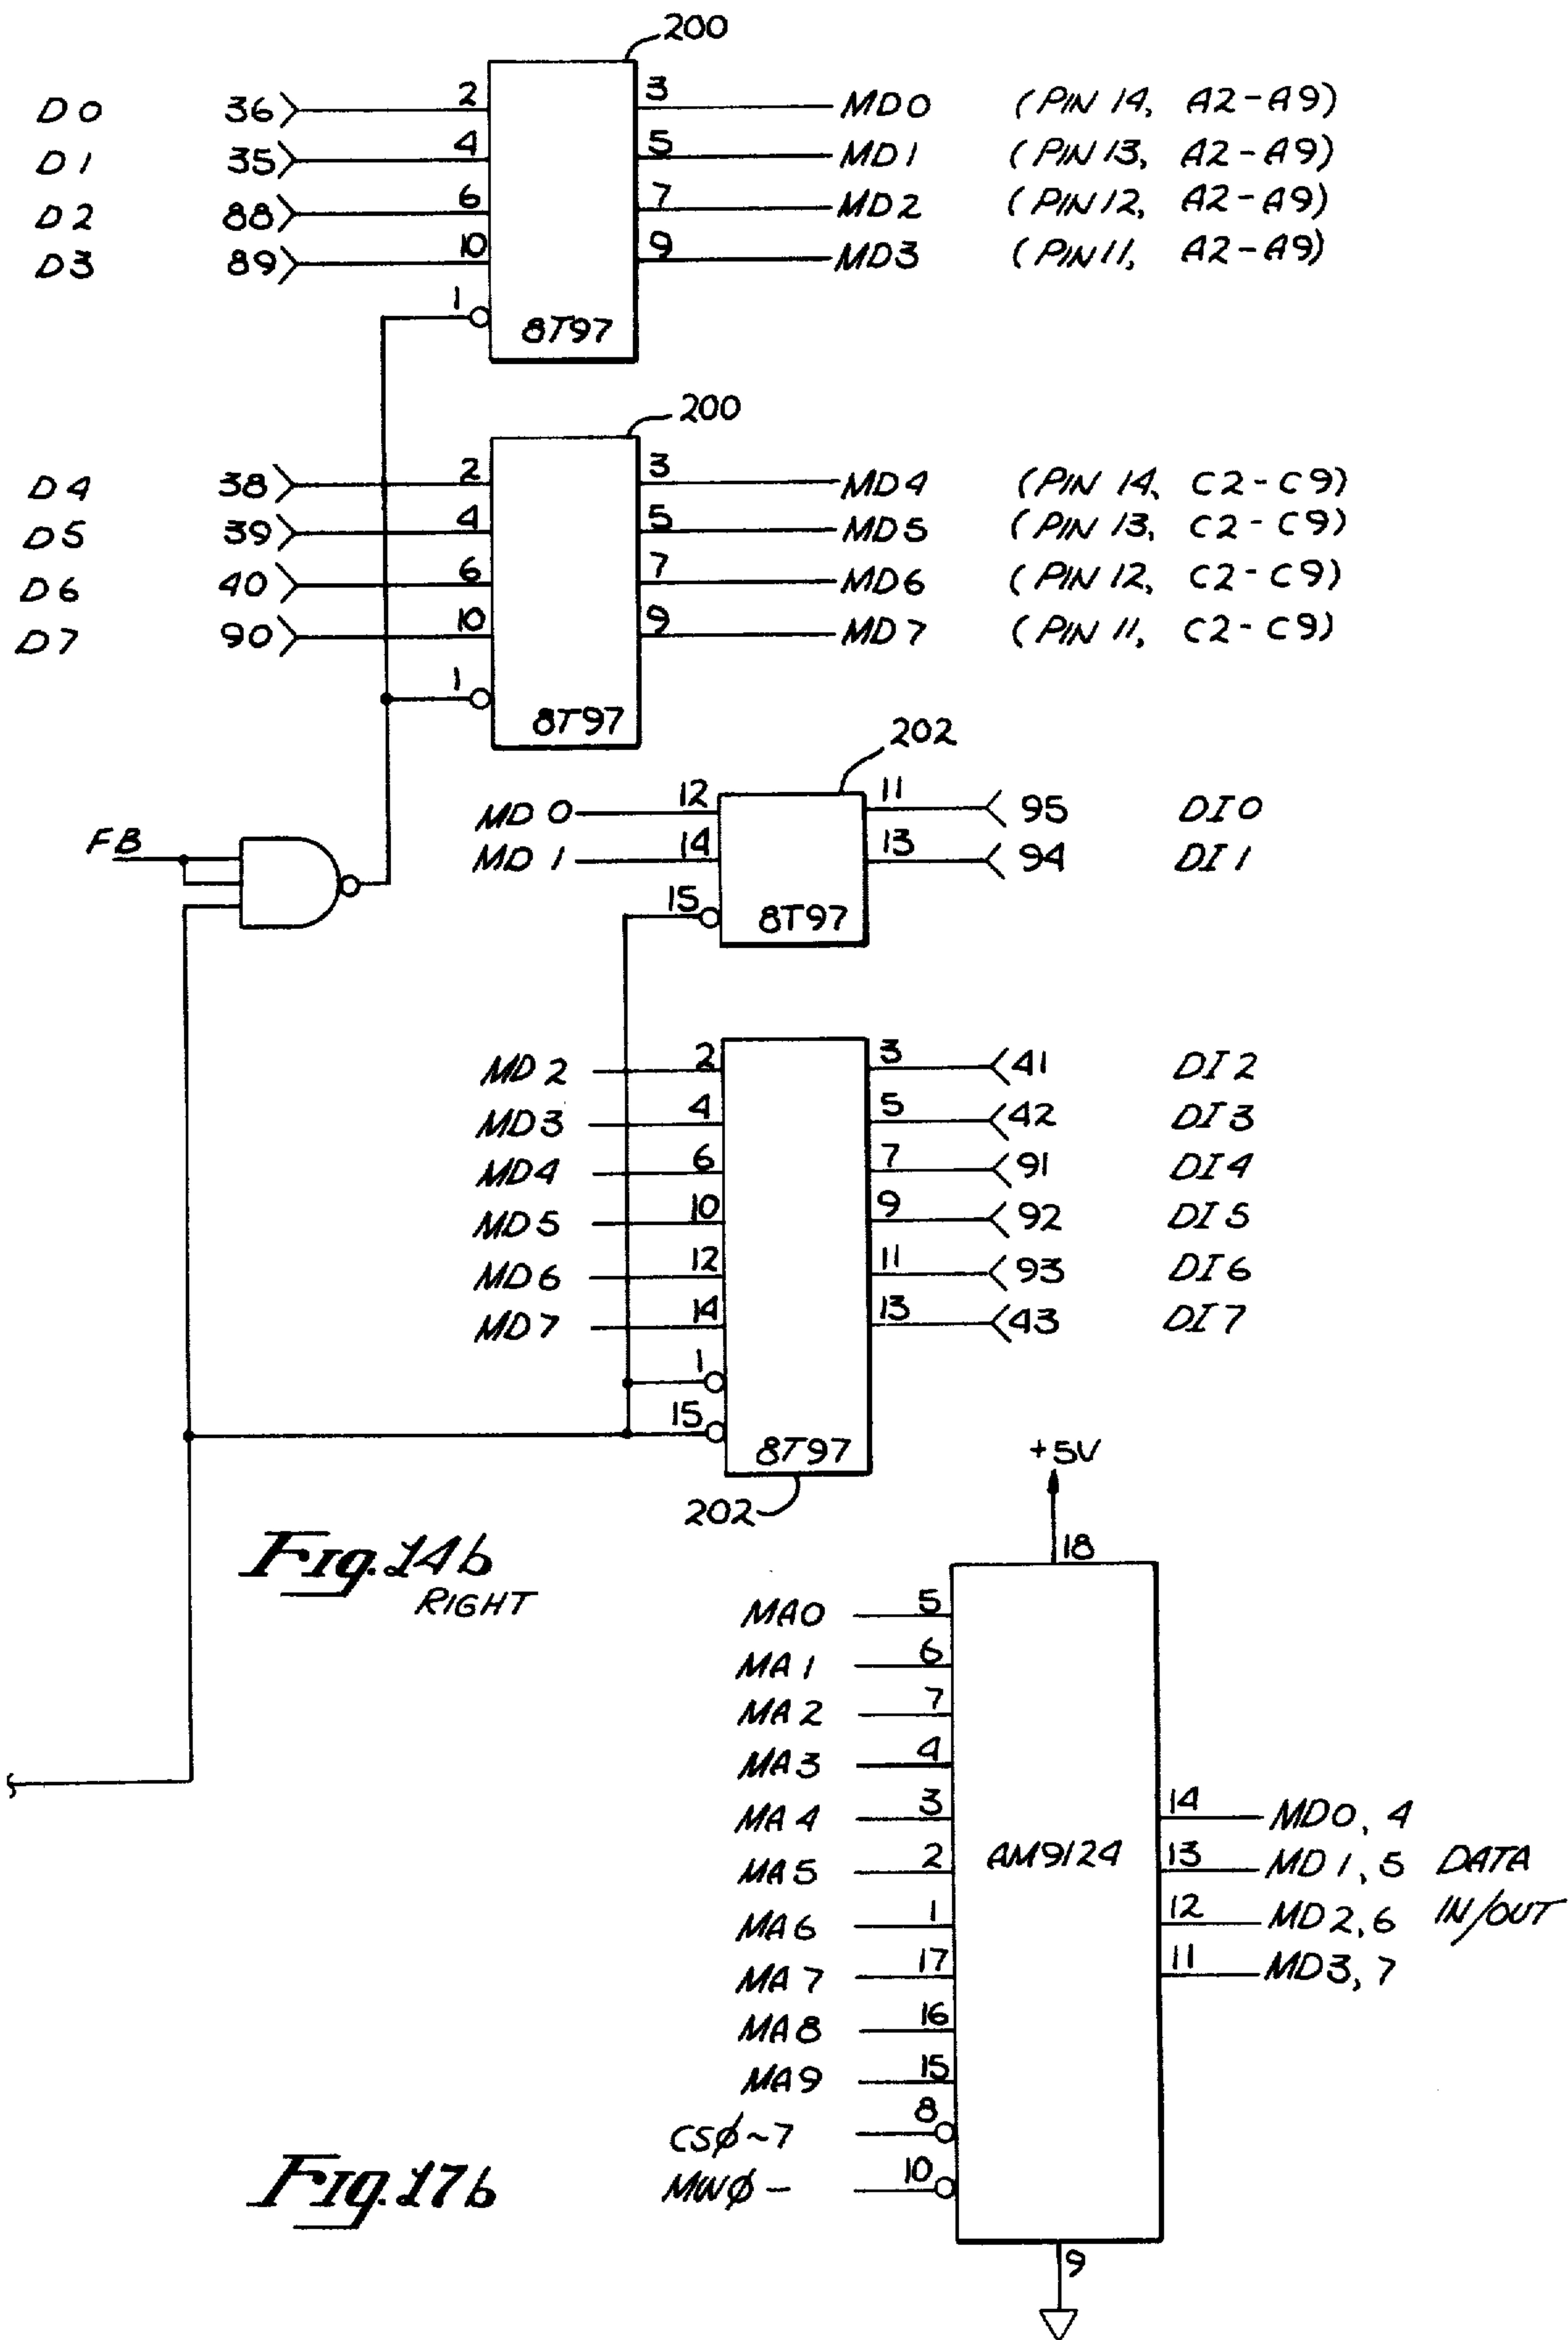 200
D0 36 2 3 MD0 (PIN 14, A2-A9)
D1 35 4 5 MD1 (PIN 13, A2-A9)
D2 88 6 7 MD2 (PIN 12, A2-A9)
D3 89 10 9 MD3 (PIN 11, A2-A9)
1
8T97
200
D4 38 2 3 MD4 (PIN 14, C2-C9)
D5 39 4 5 MD5 (PIN 13, C2-C9)
D6 40 6 7 MD6 (PIN 12, C2-C9)
D7 90 10 9 MD7 (PIN 11, C2-C9)
1
8T97
202
MD0 12 11 95 DI0
FB
MD1 14 13 94 DI1
15
8T97
MD2 2 3 41 DI2
MD3 4 5 42 DI3
MD4 6 7 91 DI4
MD5 10 9 92 DI5
MD6 12 11 93 DI6
MD7 14 13 43 DI7
1
15
8T97
202
Fig. 14b
RIGHT
+5V
18
MA0 5
MA1 6
MA2 7
MA3 4
MA4 3 14 MD0, 4
MA5 2 AM9124 13 MD1, 5 DATA
MA6 1 12 MD2, 6 IN/OUT
MA7 17 11 MD3, 7
MA8 16
MA9 15
CSØ~7 8
MWØ- 10
Fig. 17b
9